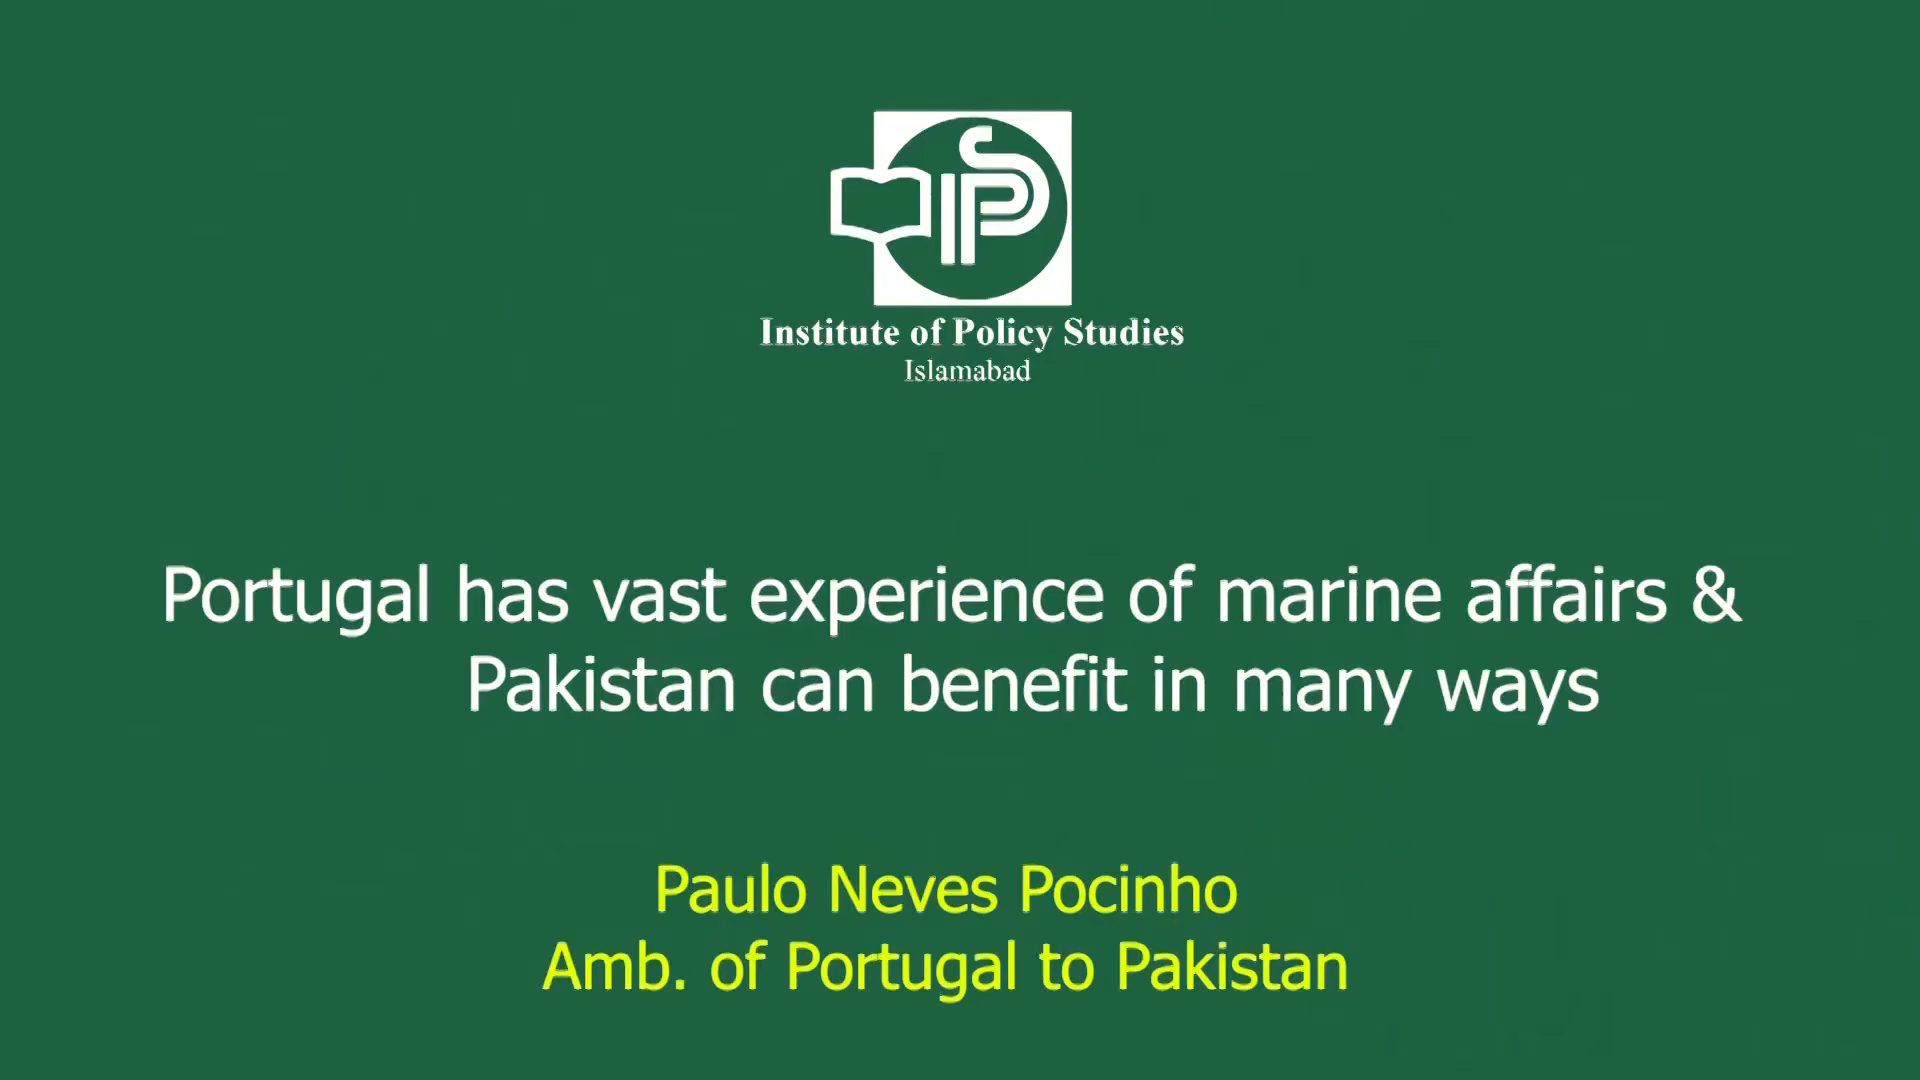 IPS
Institute of Policy Studies
Islamabad
Portugal has vast experience of marine affairs &
Pakistan can benefit in many ways
Paulo Neves Pocinho
Amb. of Portugal to Pakistan